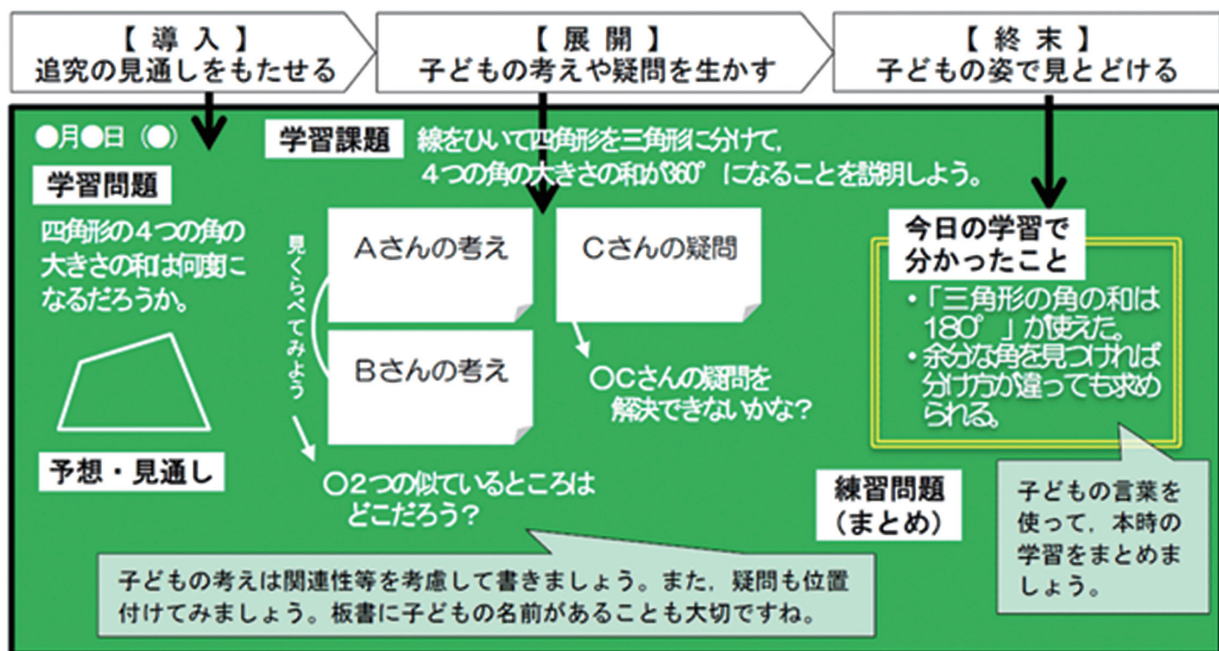 【 導 入 】
追究の見通しをもたせる
【 展 開 】
子どもの考えや疑問を生かす
【 終 末 】
子どもの姿で見とどける
●月●日（●）
学習問題
四角形の４つの角の
大きさの和は何度に
なるだろうか。
予想・見通し
学習課題
線をひいて四角形を三角形に分けて，
４つの角の大きさの和が360°になることを説明しよう。
見くらべてみよう
Ａさんの考え
Ｂさんの考え
○２つの似ているところは
どこだろう？
Ｃさんの疑問
○Ｃさんの疑問を
解決できないかな？
今日の学習で
分かったこと
・「三角形の角の和は
180°」が使えた。
・余分な角を見つければ
分け方が違っても求め
られる。
練習問題
（まとめ）
子どもの考えは関連性等を考慮して書きましょう。また，疑問も位置
付けてみましょう。板書に子どもの名前があることも大切ですね。
子どもの言葉を
使って，本時の
学習をまとめま
しょう。